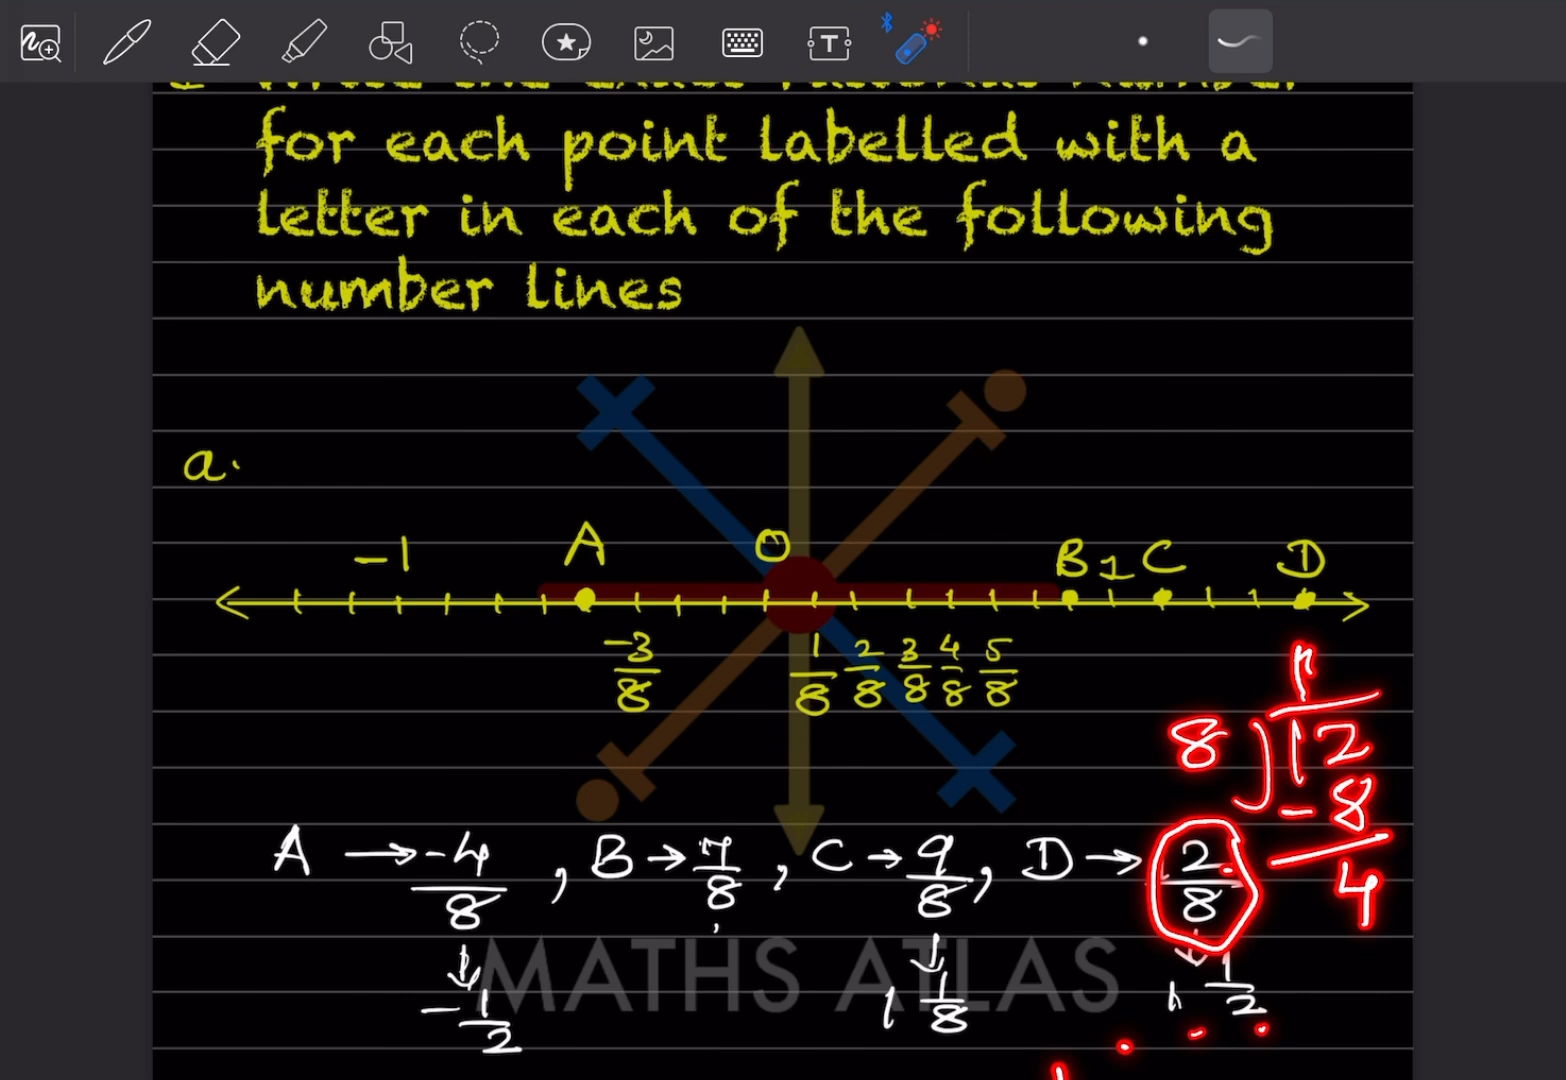 for each point labelled with a
letter in each of the following
number lines
a.
-1 A 0 B 1 C D
-3/8 1/8 2/8 3/8 4/8 5/8
1
8 ) 12
- 8
4
A → -4/8 , B → 7/8 , C → 9/8 , D → 2/8
↓ ↓ ↓
-1/2 1 1/8 1 1/2
MATHS ATLAS